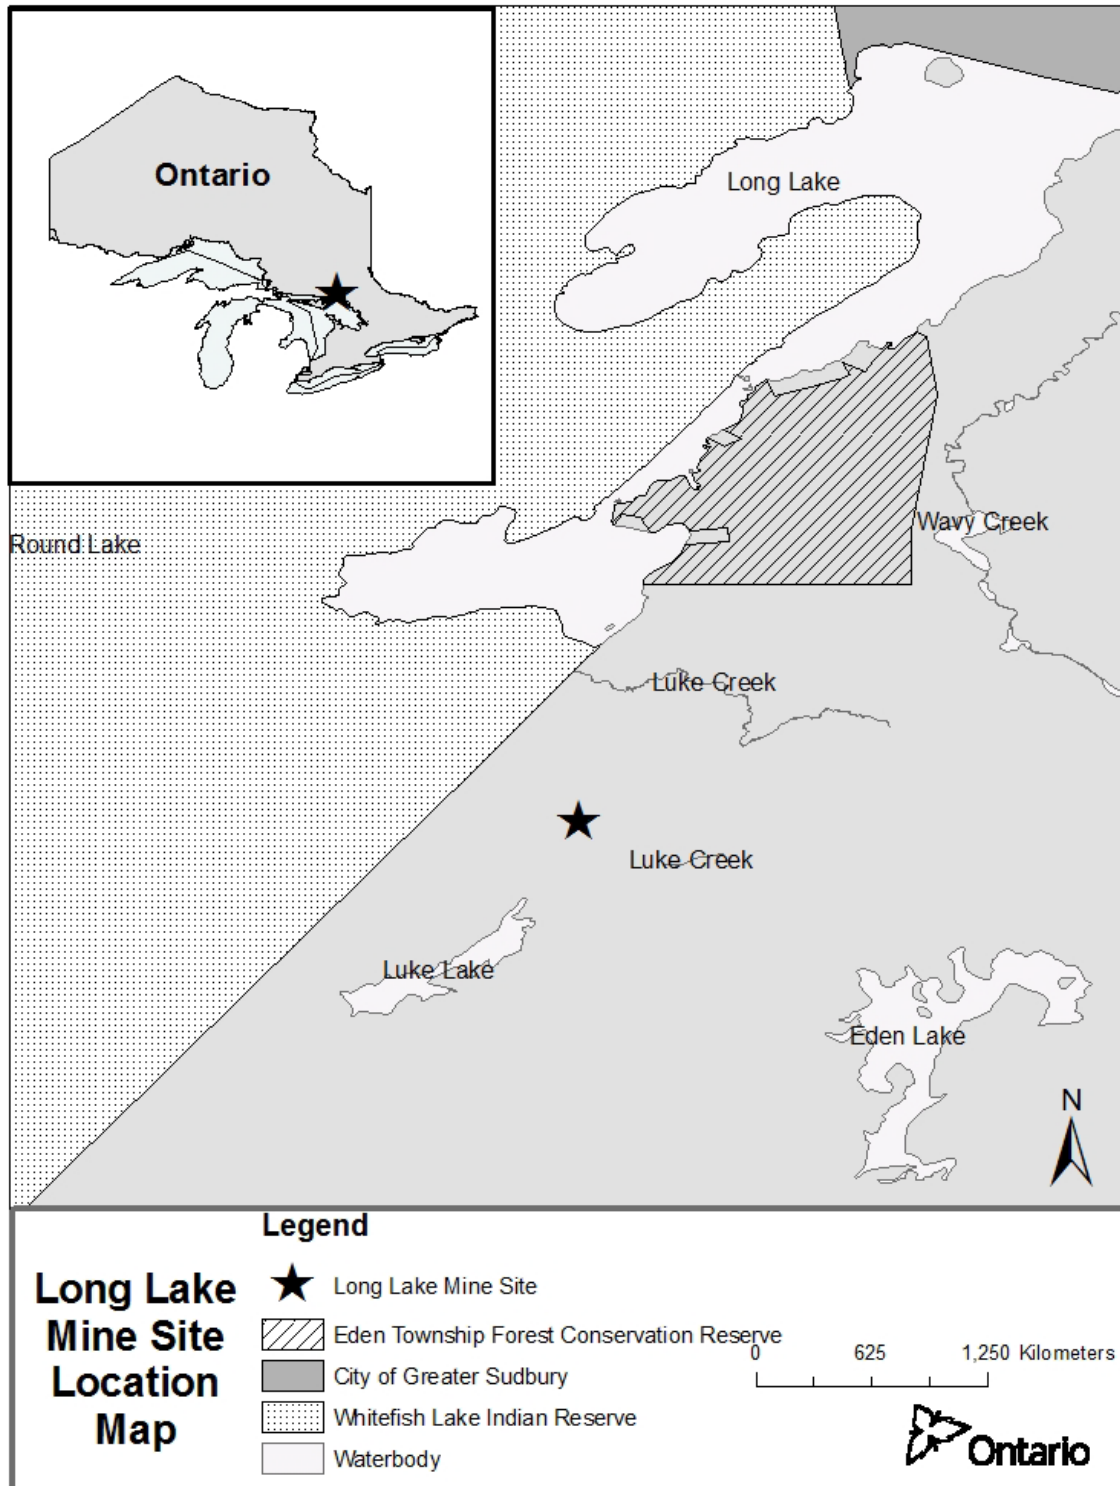 Ontario
Long Lake
Round Lake
Wavy Creek
Luke Creek
Luke Creek
Luke Lake
Eden Lake
N
Long Lake
Mine Site
Location
Map
Legend
Long Lake Mine Site
Eden Township Forest Conservation Reserve
City of Greater Sudbury
Whitefish Lake Indian Reserve
Waterbody
0 625 1,250 Kilometers
Ontario